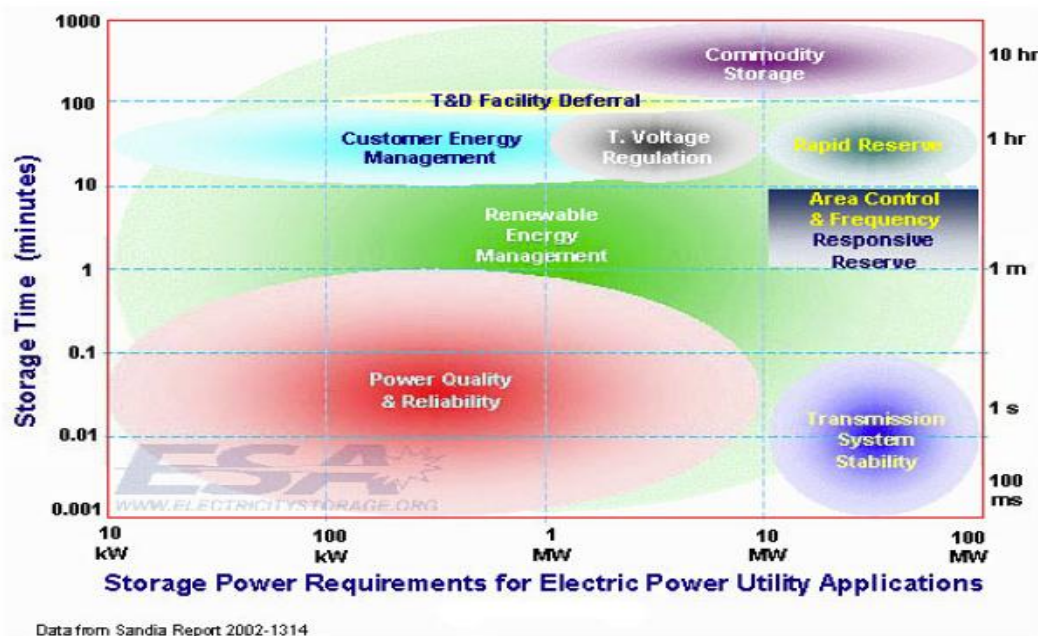 1000
100
10
1
0.1
0.01
0.001
Storage Time (minutes)
10 hr
1 hr
1 m
1 s
100
ms
Commodity
Storage
T&D Facility Deferral
Customer Energy
Management
T. Voltage
Regulation
Rapid Reserve
Renewable
Energy
Management
Area Control
& Frequency
Responsive
Reserve
Power Quality
& Reliability
Transmission
System
Stability
ESA
WWW.ELECTRICITYSTORAGE.ORG
10
kW
100
kW
1
MW
10
MW
100
MW
Storage Power Requirements for Electric Power Utility Applications
Data from Sandia Report 2002-1314